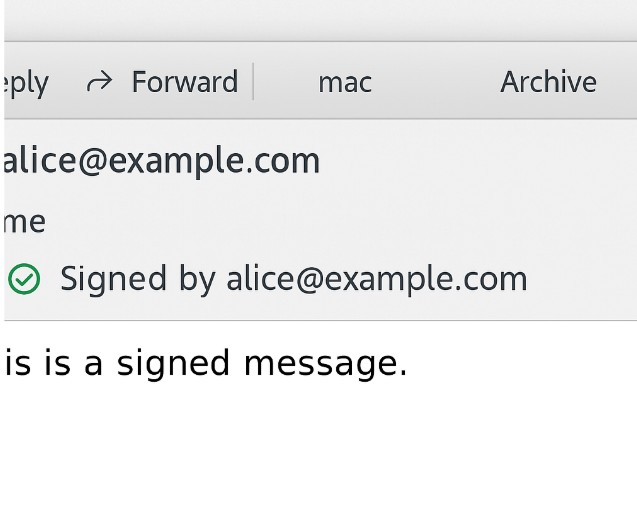 eply Forward mac Archive
alice@example.com
me
Signed by alice@example.com
is is a signed message.